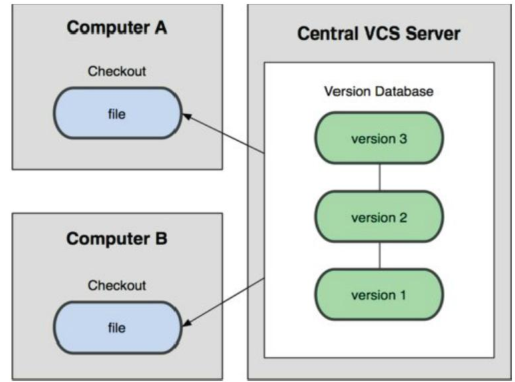 Computer A
Checkout
file
Computer B
Checkout
file
Central VCS Server
Version Database
version 3
version 2
version 1